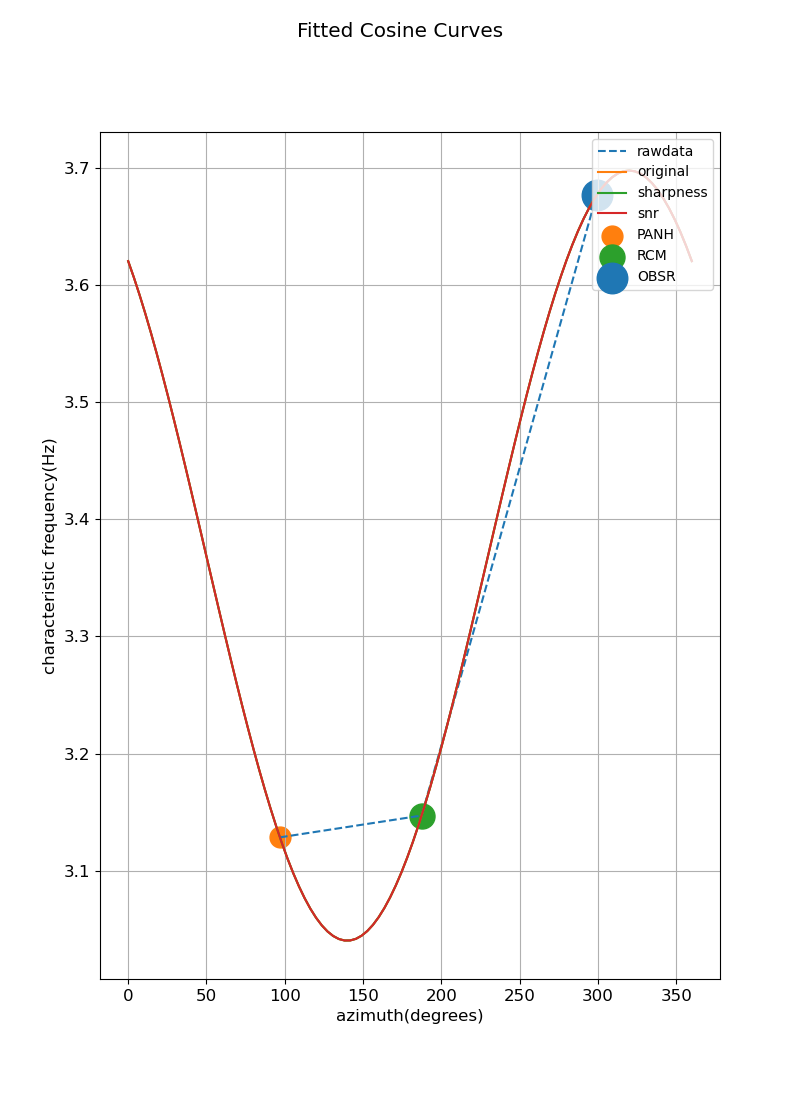 Fitted Cosine Curves
3.7
3.6
3.5
3.4
3.3
3.2
3.1
characteristic frequency(Hz)
rawdata
original
sharpness
snr
PANH
RCM
OBSR
0 50 100 150 200 250 300 350
azimuth(degrees)